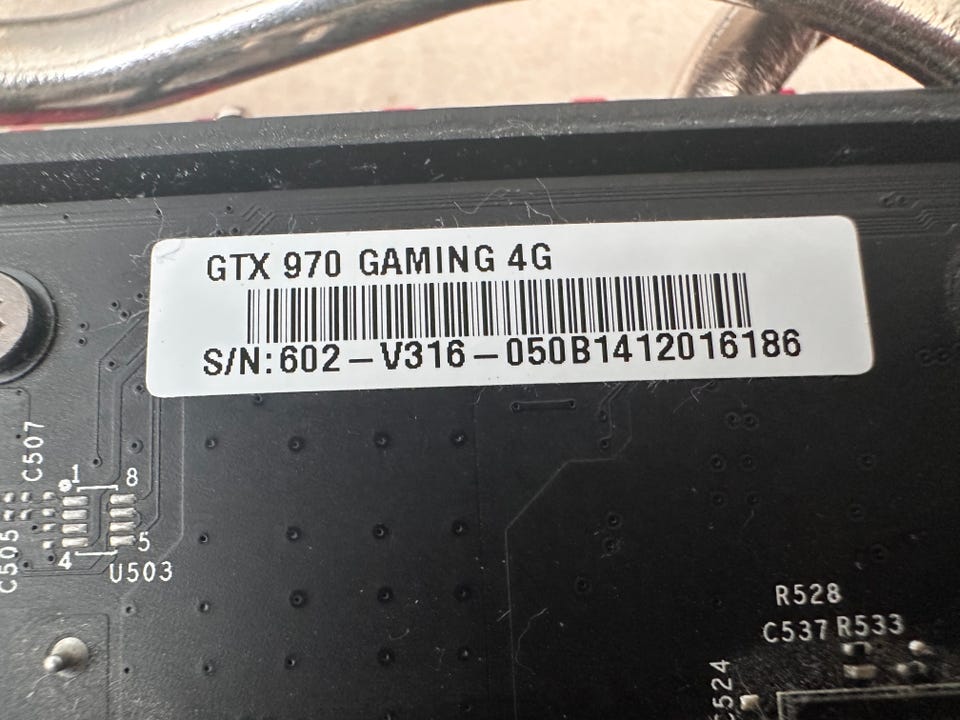 GTX 970 GAMING 4G
S/N:602-V316-050B1412016186
C507
1 8
4 5
C505
U503
R528
C537 R533
C524